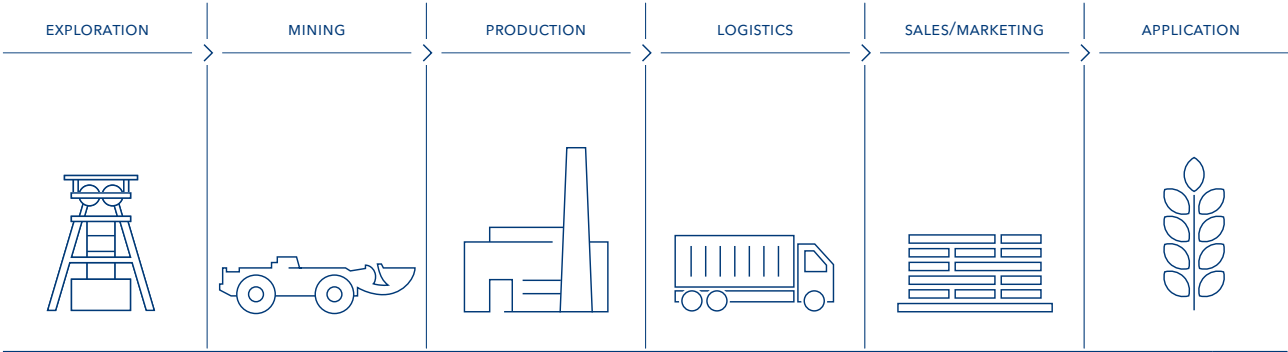 EXPLORATION
MINING
PRODUCTION
LOGISTICS
SALES/MARKETING
APPLICATION